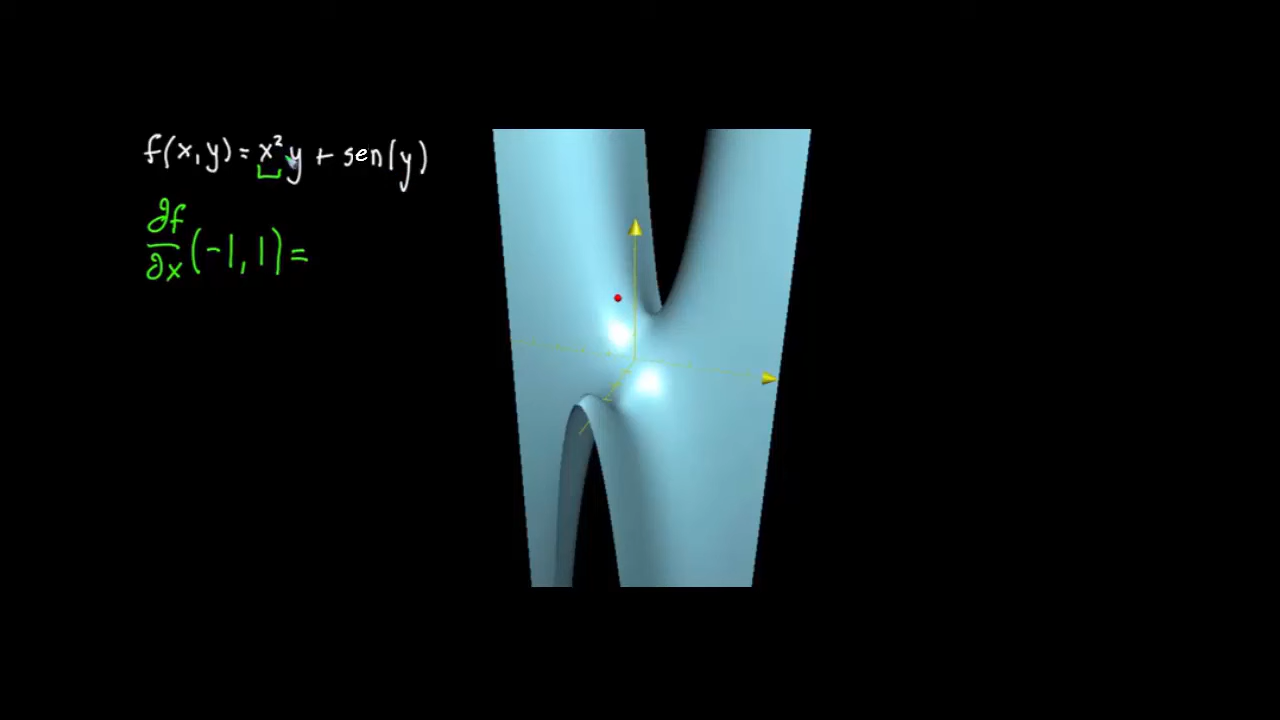 f(x,y) = x²y + sen(y)
∂f/∂x (-1, 1) =